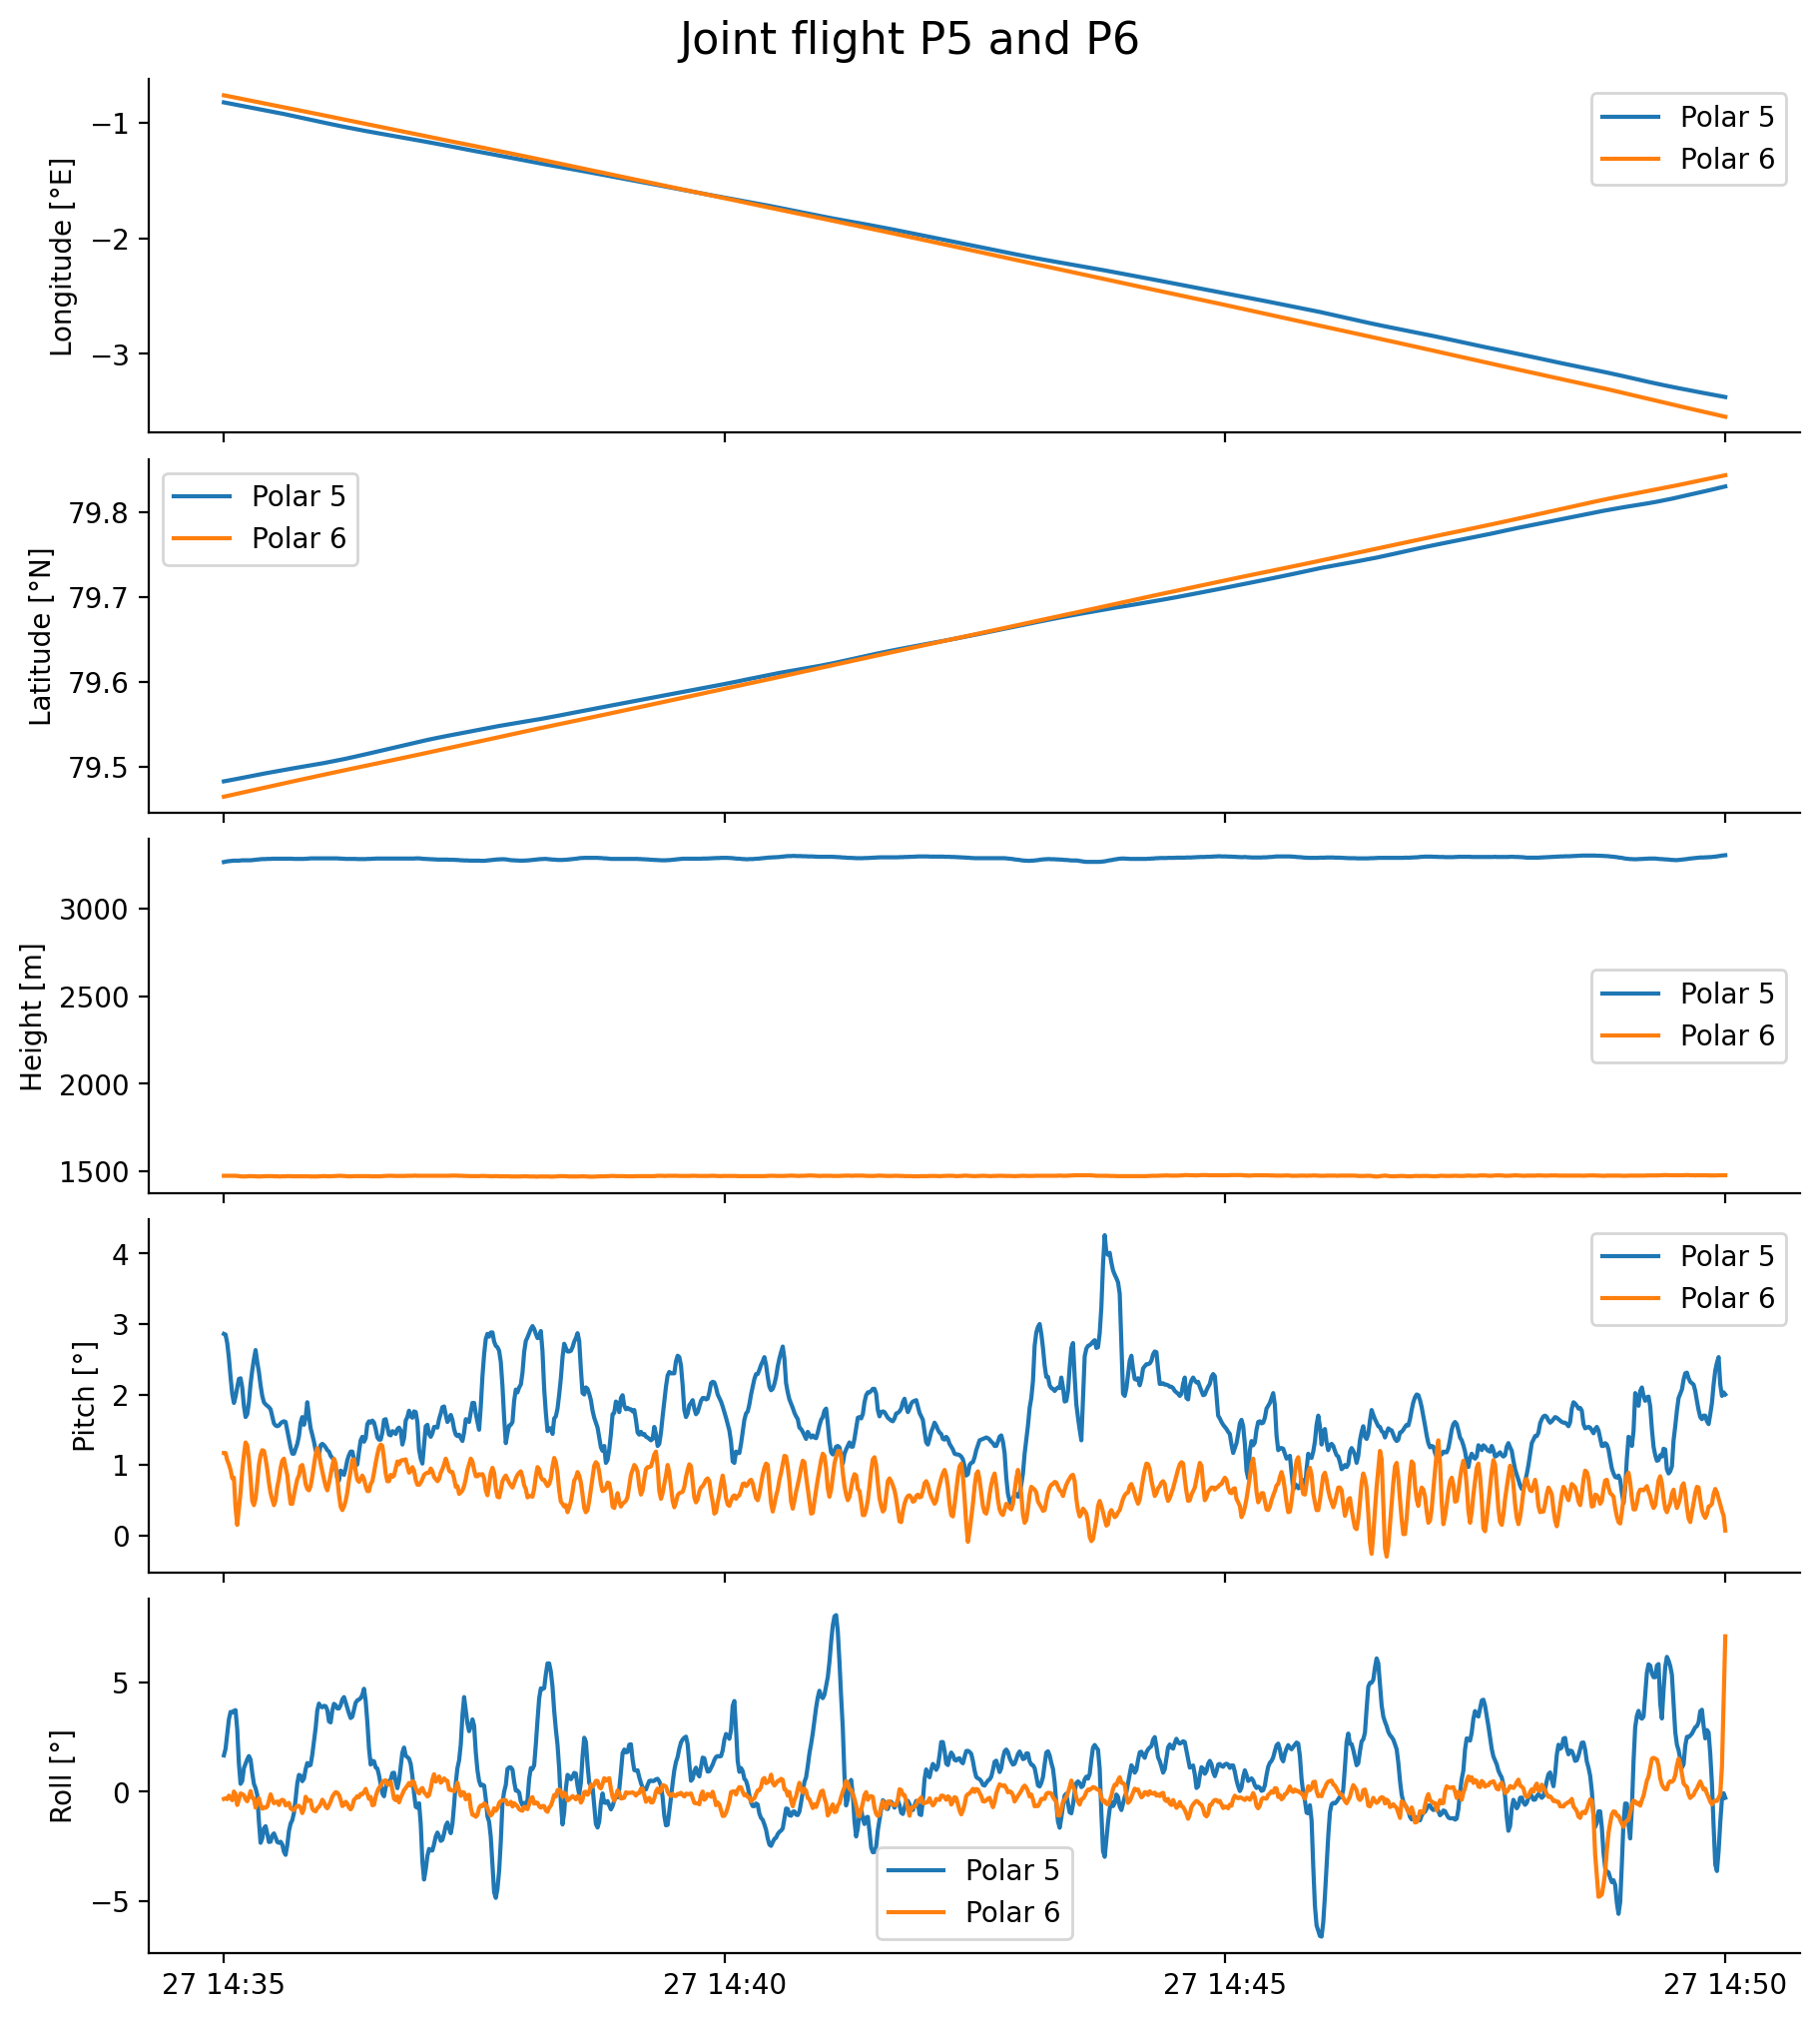 Joint flight P5 and P6
Longitude [°E]
−1
−2
−3
Polar 5
Polar 6
Latitude [°N]
79.8
79.7
79.6
79.5
Polar 5
Polar 6
Height [m]
3000
2500
2000
1500
Polar 5
Polar 6
Pitch [°]
4
3
2
1
0
Polar 5
Polar 6
Roll [°]
5
0
−5
Polar 5
Polar 6
27 14:35 27 14:40 27 14:45 27 14:50